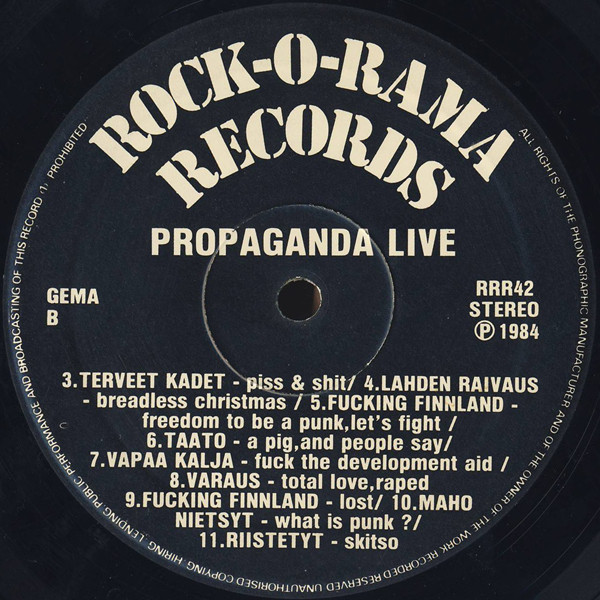 ROCK-O-RAMA
RECORDS
PROPAGANDA LIVE
GEMA
B
RRR42
STEREO
Ⓟ 1984
3.TERVEET KADET - piss & shit/ 4.LAHDEN RAIVAUS
- breadless christmas / 5.FUCKING FINNLAND -
freedom to be a punk,let's fight /
6.TAATO - a pig,and people say/
7.VAPAA KALJA - fuck the development aid /
8.VARAUS - total love,raped
9.FUCKING FINNLAND - lost/ 10.MAHO
NIETSYT - what is punk ?/
11.RIISTETYT - skitso
ALL RIGHTS OF THE PHONOGRAPHIC MANUFACTURER AND OF THE OWNER OF THE WORK RECORDED RESERVED UNAUTHORISED COPYING, HIRING, LENDING PUBLIC PERFORMANCE AND BROADCASTING OF THIS RECORD (1; PROHIBITED